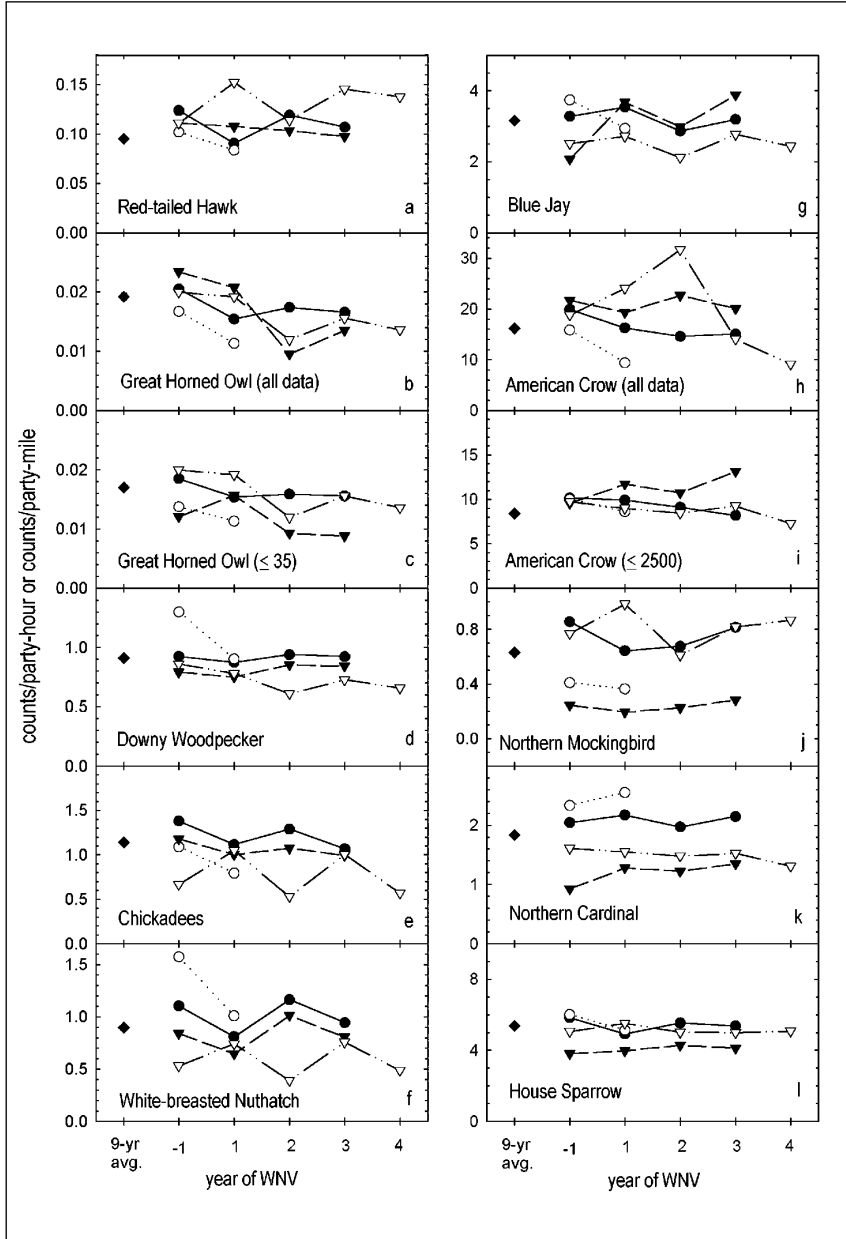 counts/party-hour or counts/party-mile
0.15
0.10
0.05
0.00
Red-tailed Hawk
a
0.02
0.01
0.00
Great Horned Owl (all data)
b
0.02
0.01
0.00
Great Horned Owl (≤ 35)
c
1.0
0.5
0.0
Downy Woodpecker
d
1.5
1.0
0.5
0.0
Chickadees
e
1.5
1.0
0.5
0.0
White-breasted Nuthatch
f
9-yr avg.
-1
1
2
3
4
year of WNV
4
2
0
Blue Jay
g
30
20
10
0
American Crow (all data)
h
15
10
5
0
American Crow (≤ 2500)
i
0.8
0.4
0.0
Northern Mockingbird
j
2
1
0
Northern Cardinal
k
8
4
0
House Sparrow
l
9-yr avg.
-1
1
2
3
4
year of WNV